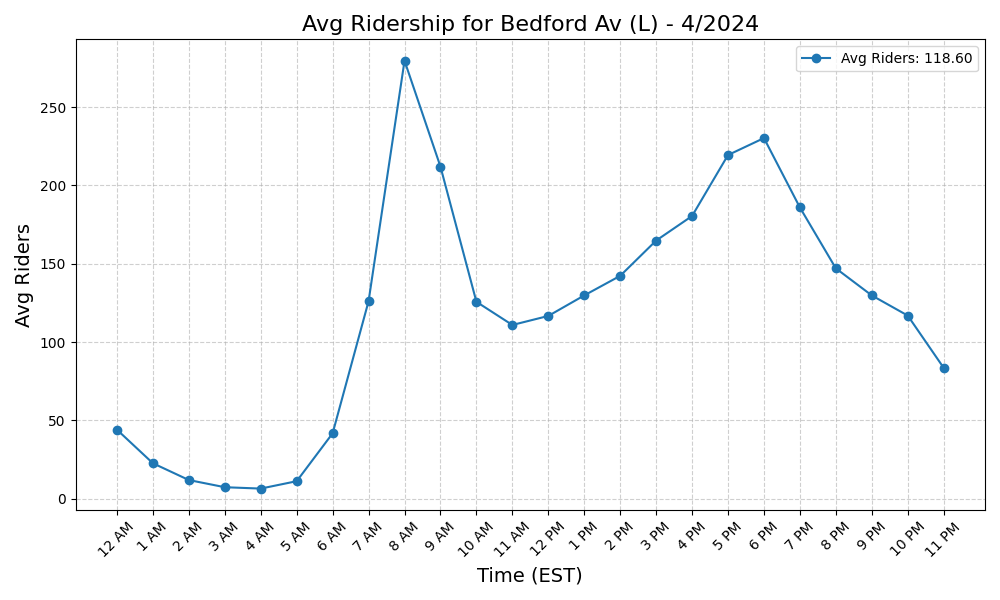 Avg Ridership for Bedford Av (L) - 4/2024
Avg Riders: 118.60
Avg Riders
250
200
150
100
50
0
12 AM
1 AM
2 AM
3 AM
4 AM
5 AM
6 AM
7 AM
8 AM
9 AM
10 AM
11 AM
12 PM
1 PM
2 PM
3 PM
4 PM
5 PM
6 PM
7 PM
8 PM
9 PM
10 PM
11 PM
Time (EST)